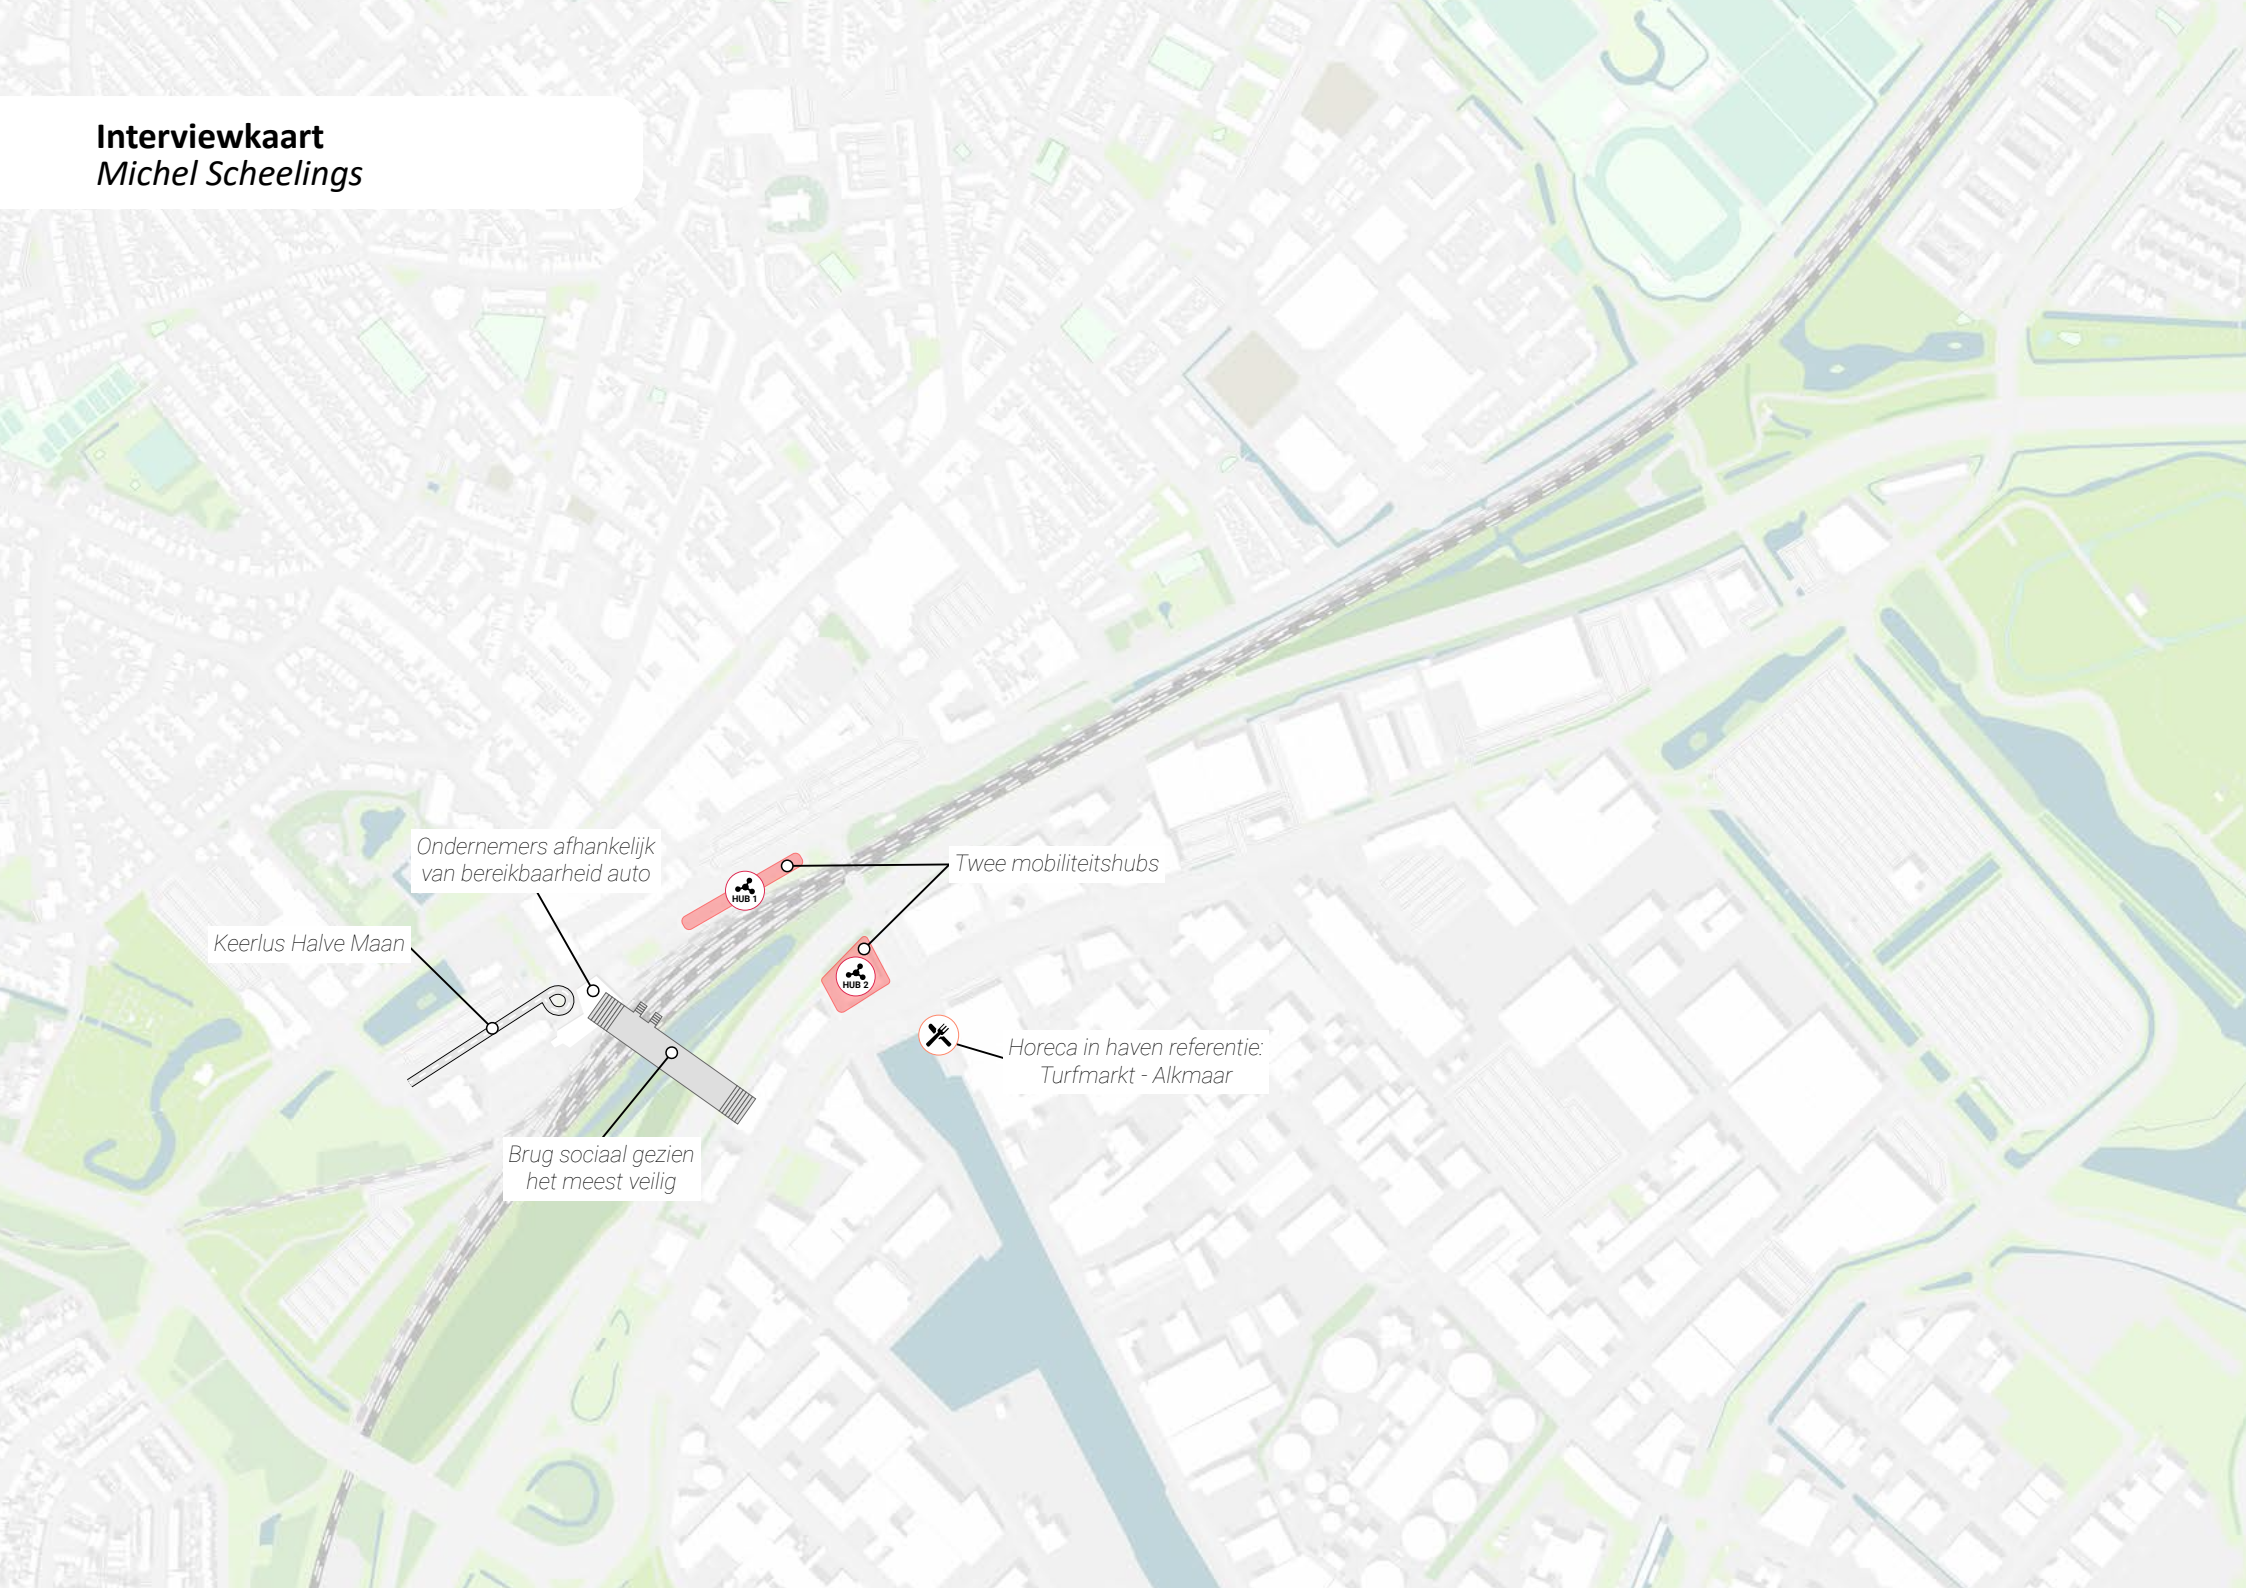 Interviewkaart
Michel Scheelings
Ondernemers afhankelijk
van bereikbaarheid auto
Twee mobiliteitshubs
HUB 1
Keerlus Halve Maan
HUB 2
Horeca in haven referentie:
Turfmarkt - Alkmaar
Brug sociaal gezien
het meest veilig